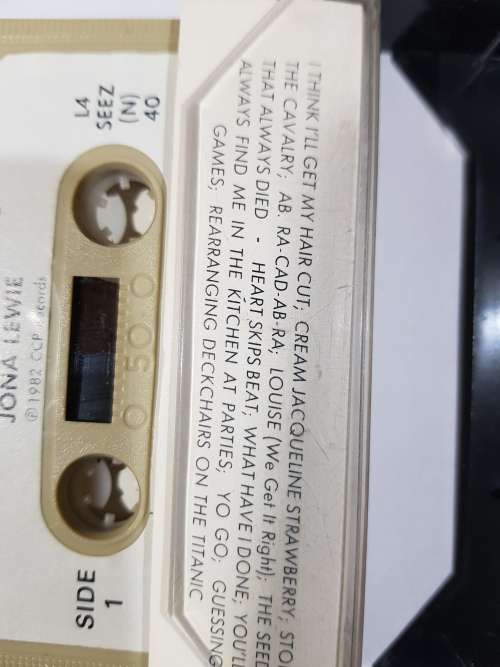 I THINK I'LL GET MY HAIR CUT; CREAM JACQUELINE STRAWBERRY; STO
THE CAVALRY; AB. RA-CAD-AB-RA; LOUISE (We Get It Right); THE SEED
THAT ALWAYS DIED - HEART SKIPS BEAT; WHAT HAVE I DONE; YOU'LL
ALWAYS FIND ME IN THE KITCHEN AT PARTIES; YO GO; GUESSING
GAMES; REARRANGING DECKCHAIRS ON THE TITANIC
L4
SEEZ
(N)
40
0 50 0
SIDE
1
℗ 1982
JONA LEWIE